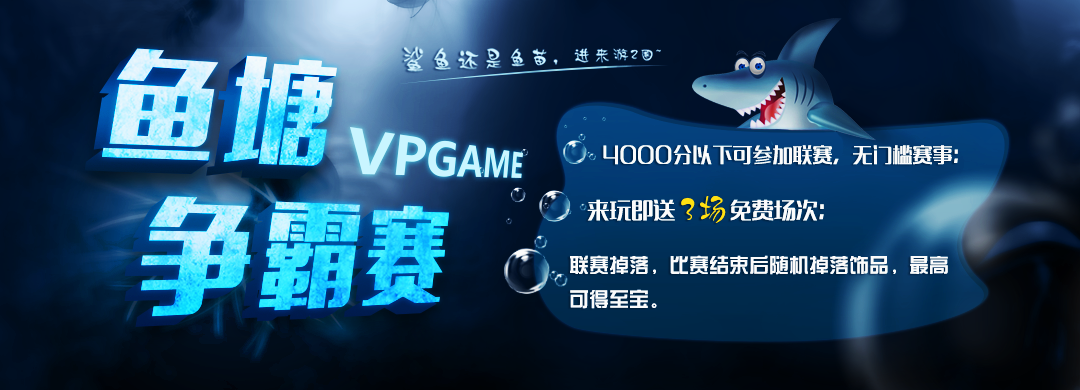 鲨鱼还是鱼苗，进来游2圈~
鱼塘
VPGAME
争霸赛
4000分以下可参加联赛，无门槛赛事；
来玩即送3场免费场次；
联赛掉落，比赛结束后随机掉落饰品，最高
可得至宝。